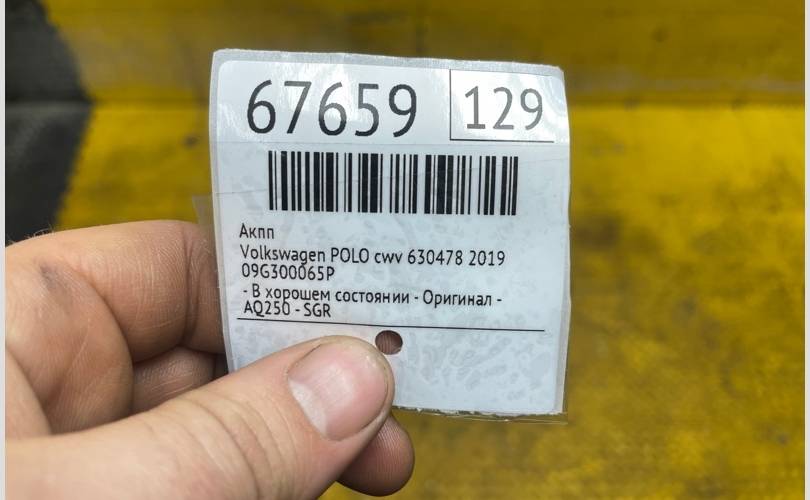 67659 129
Акпп
Volkswagen POLO cwv 630478 2019
09G300065P
- В хорошем состоянии - Оригинал -
AQ250 - SGR